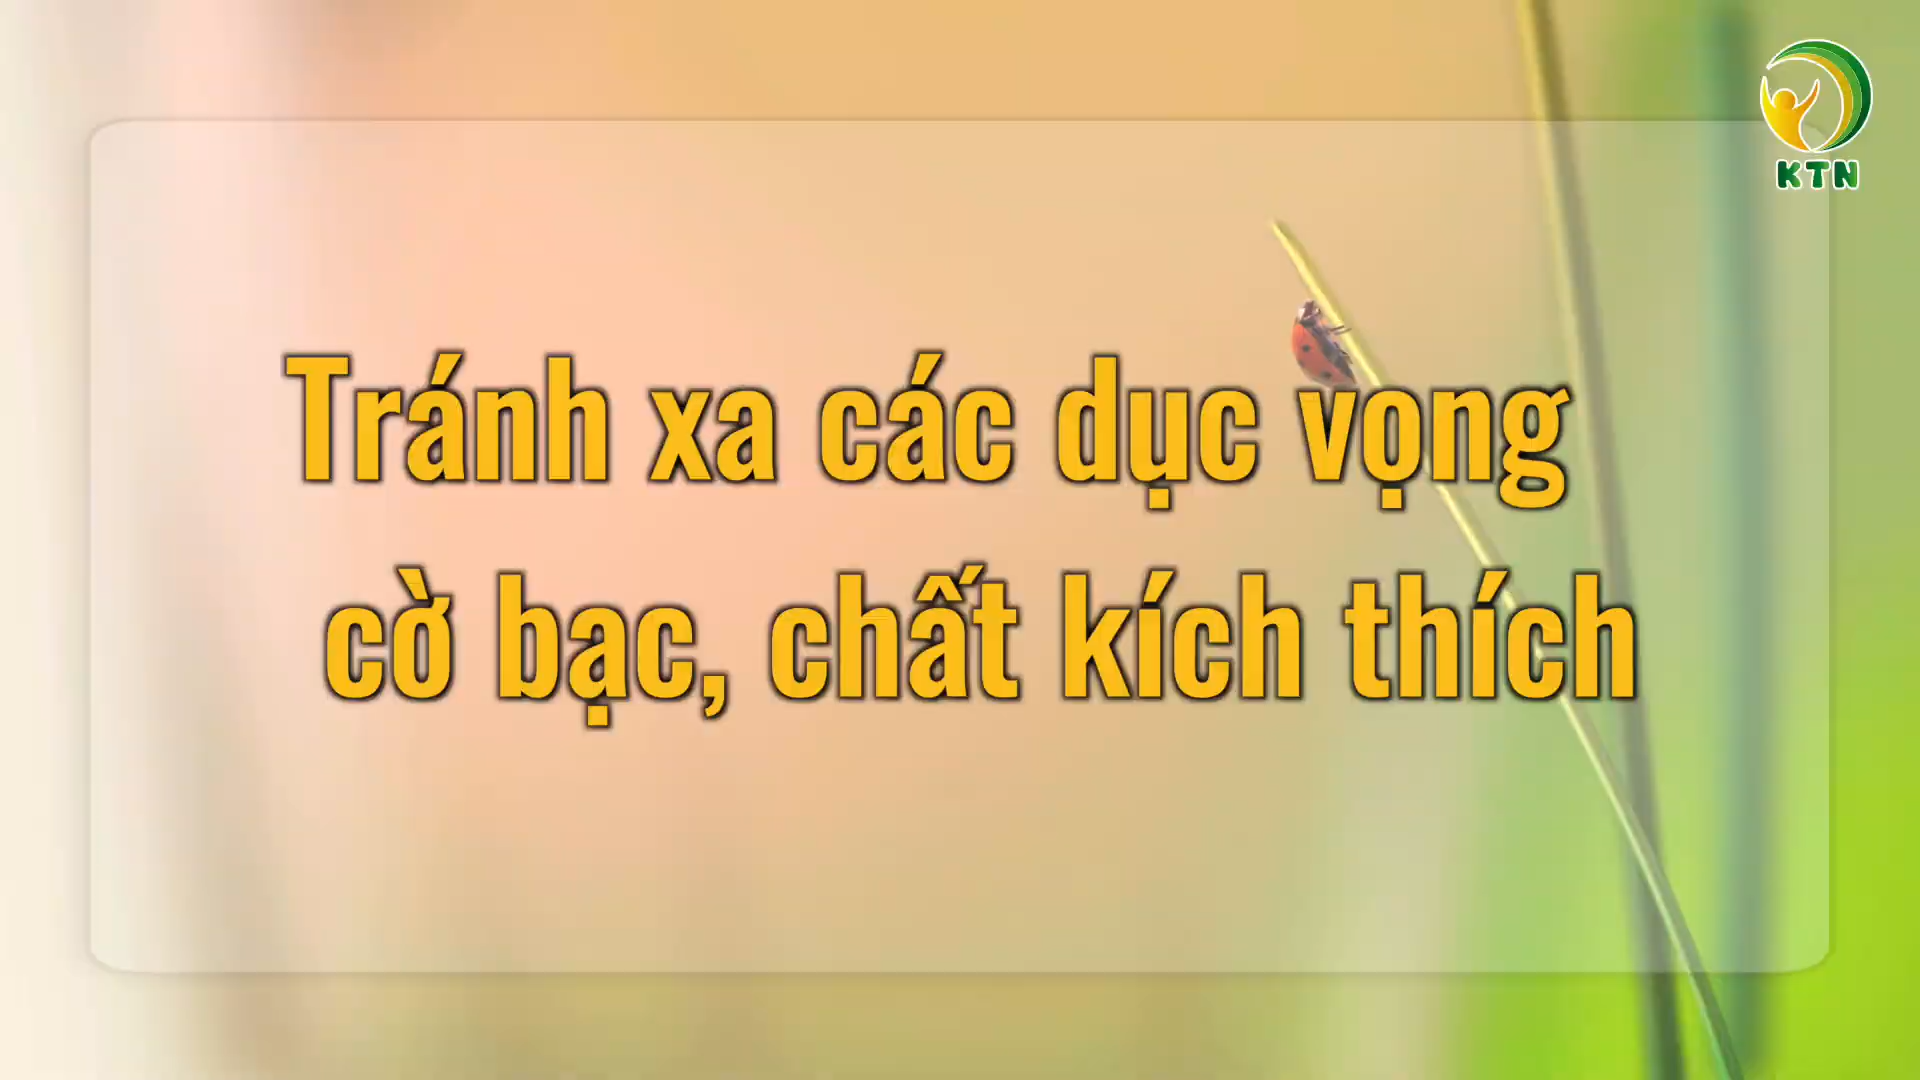 KTN
Tránh xa các dục vọng
cờ bạc, chất kích thích